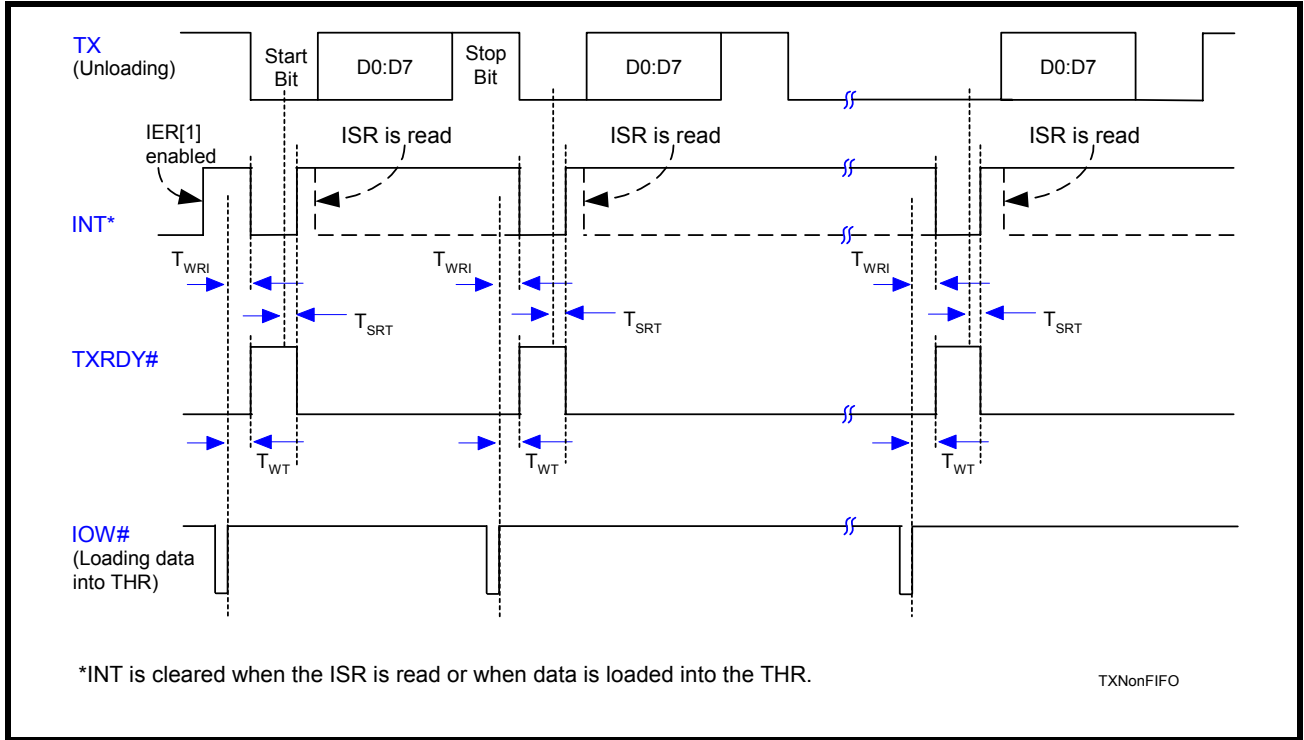 TX
(Unloading)
Start
Bit
D0:D7
Stop
Bit
D0:D7
D0:D7
IER[1]
enabled
ISR is read
ISR is read
ISR is read
INT*
TWRI
TWRI
TWRI
TSRT
TSRT
TSRT
TXRDY#
TWT
TWT
TWT
IOW#
(Loading data
into THR)
*INT is cleared when the ISR is read or when data is loaded into the THR.
TXNonFIFO